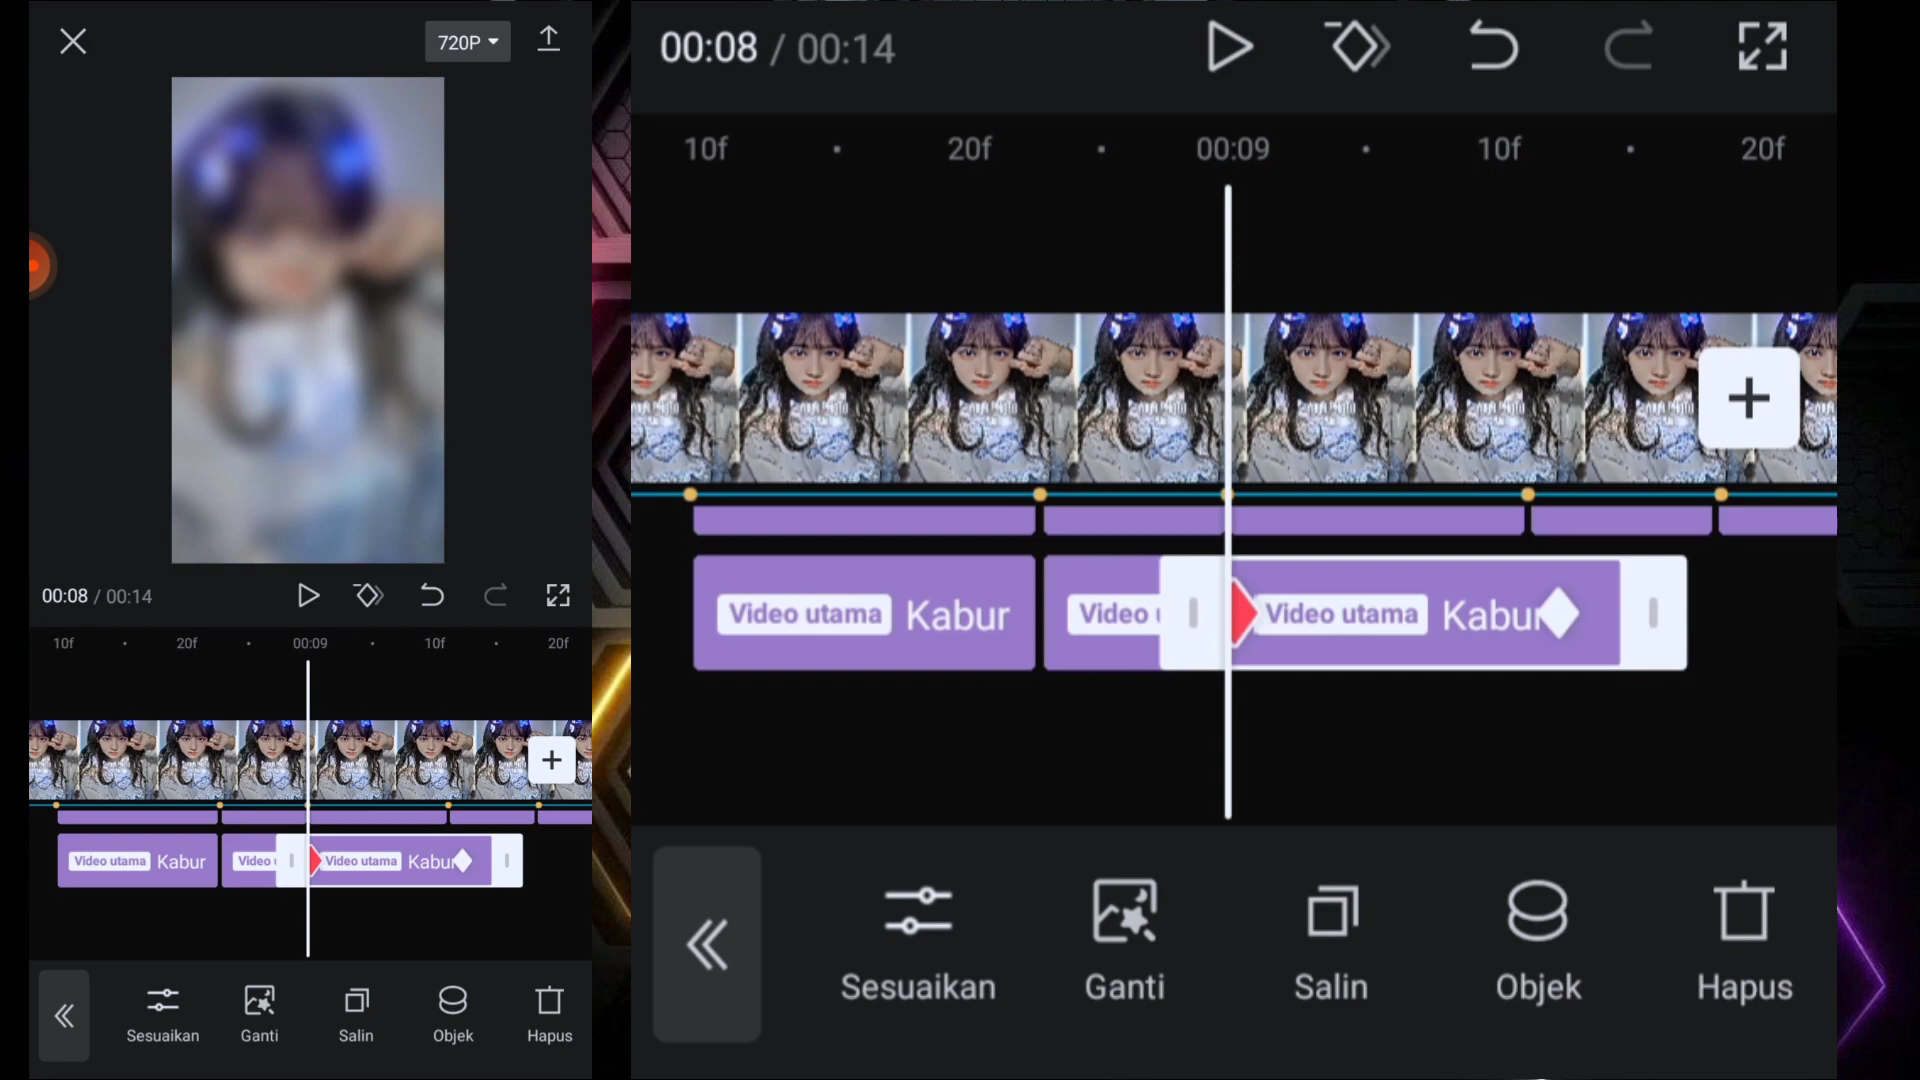 720P
00:08 / 00:14
10f 20f 00:09 10f 20f
Video utama Kabur Video Video utama Kabur
Sesuaikan Ganti Salin Objek Hapus
00:08 / 00:14
10f 20f 00:09 10f 20f
Video utama Kabur Video Video utama Kabur
Sesuaikan Ganti Salin Objek Hapus